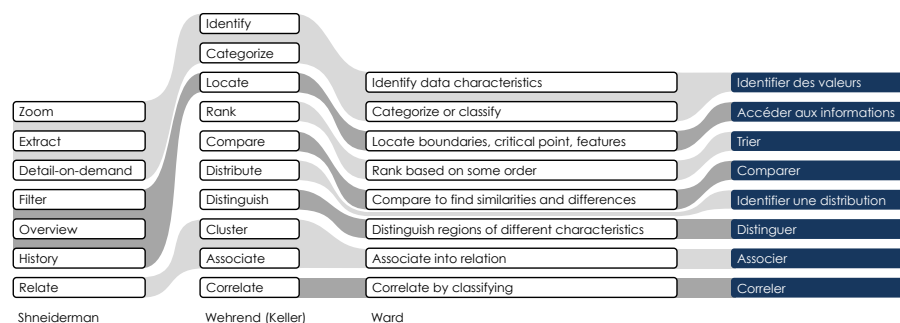 Identify
Categorize
Locate
Rank
Compare
Distribute
Distinguish
Cluster
Associate
Correlate
Zoom
Extract
Detail-on-demand
Filter
Overview
History
Relate
Identify data characteristics
Categorize or classify
Locate boundaries, critical point, features
Rank based on some order
Compare to find similarities and differences
Distinguish regions of different characteristics
Associate into relation
Correlate by classifying
Identifier des valeurs
Accéder aux informations
Trier
Comparer
Identifier une distribution
Distinguer
Associer
Correler
Shneiderman
Wehrend (Keller)
Ward